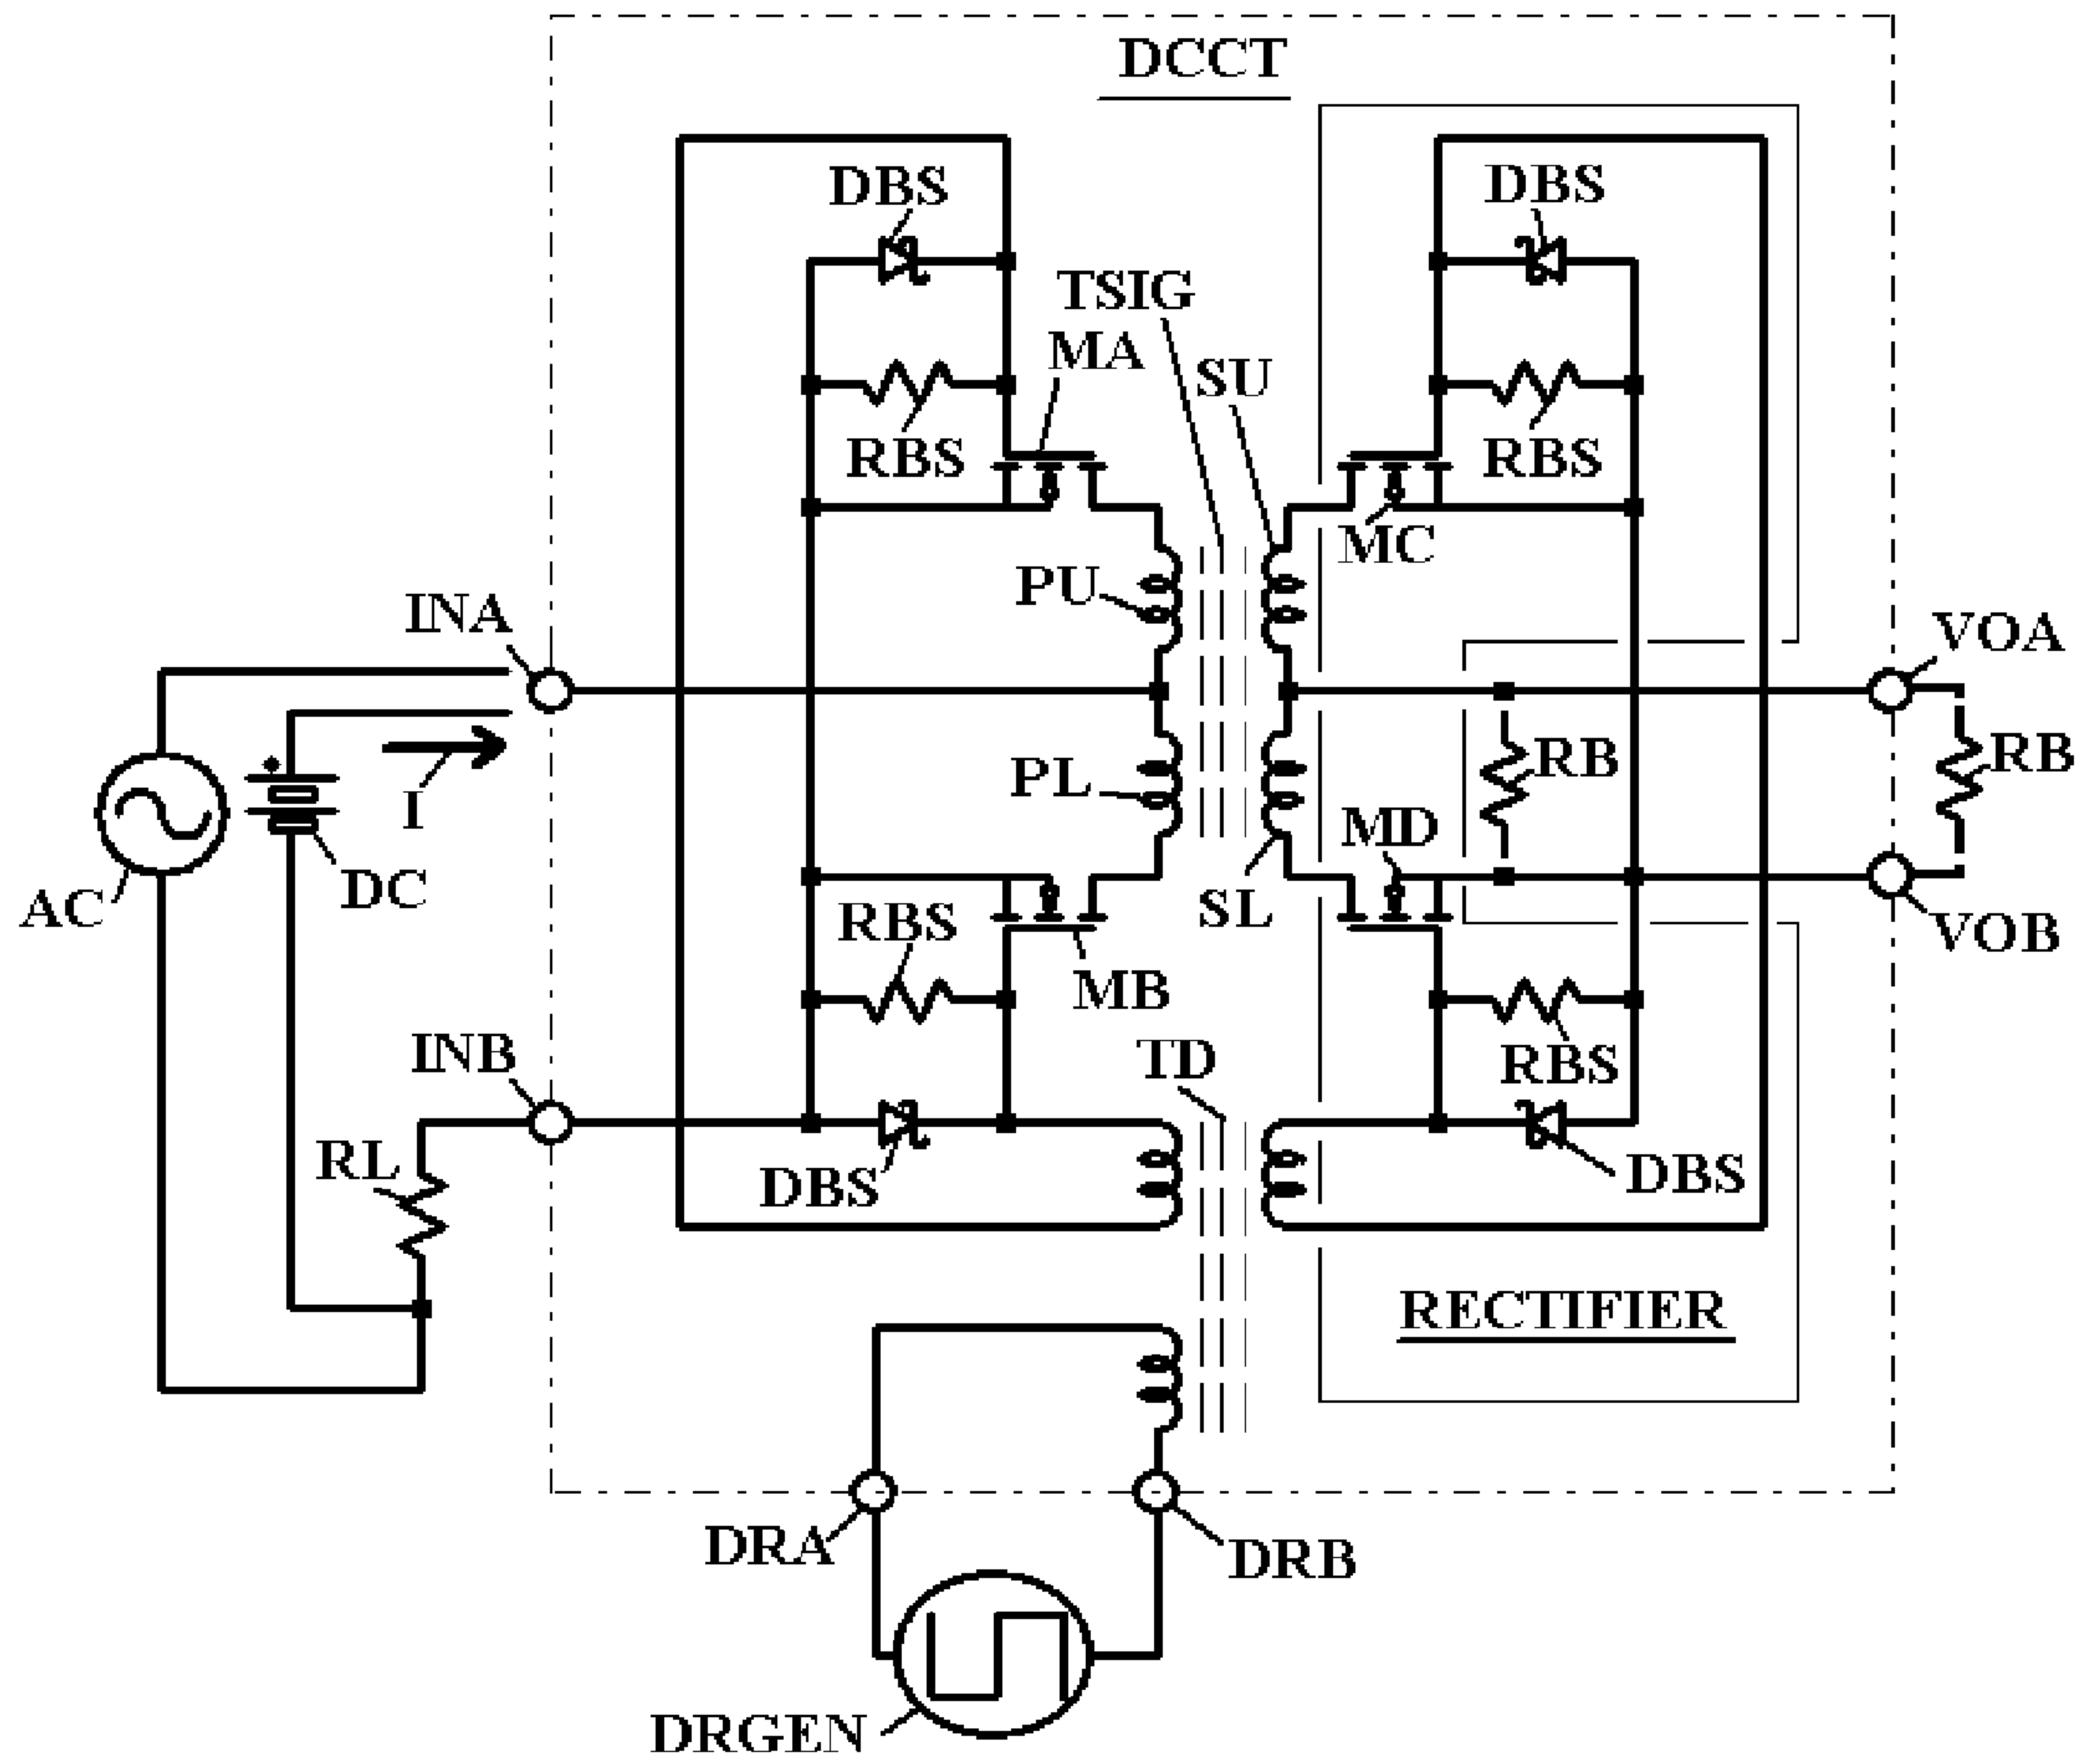 DCCT
DBS
DBS
TSIG
MA
SU
RBS
RBS
MC
PU
INA
VOA
PL
RB
RB
I
MD
DC
AC
RBS
SL
VOB
MB
INB
TD
RBS
RL
DBS
DBS
RECTIFIER
DRA
DRB
DRGEN